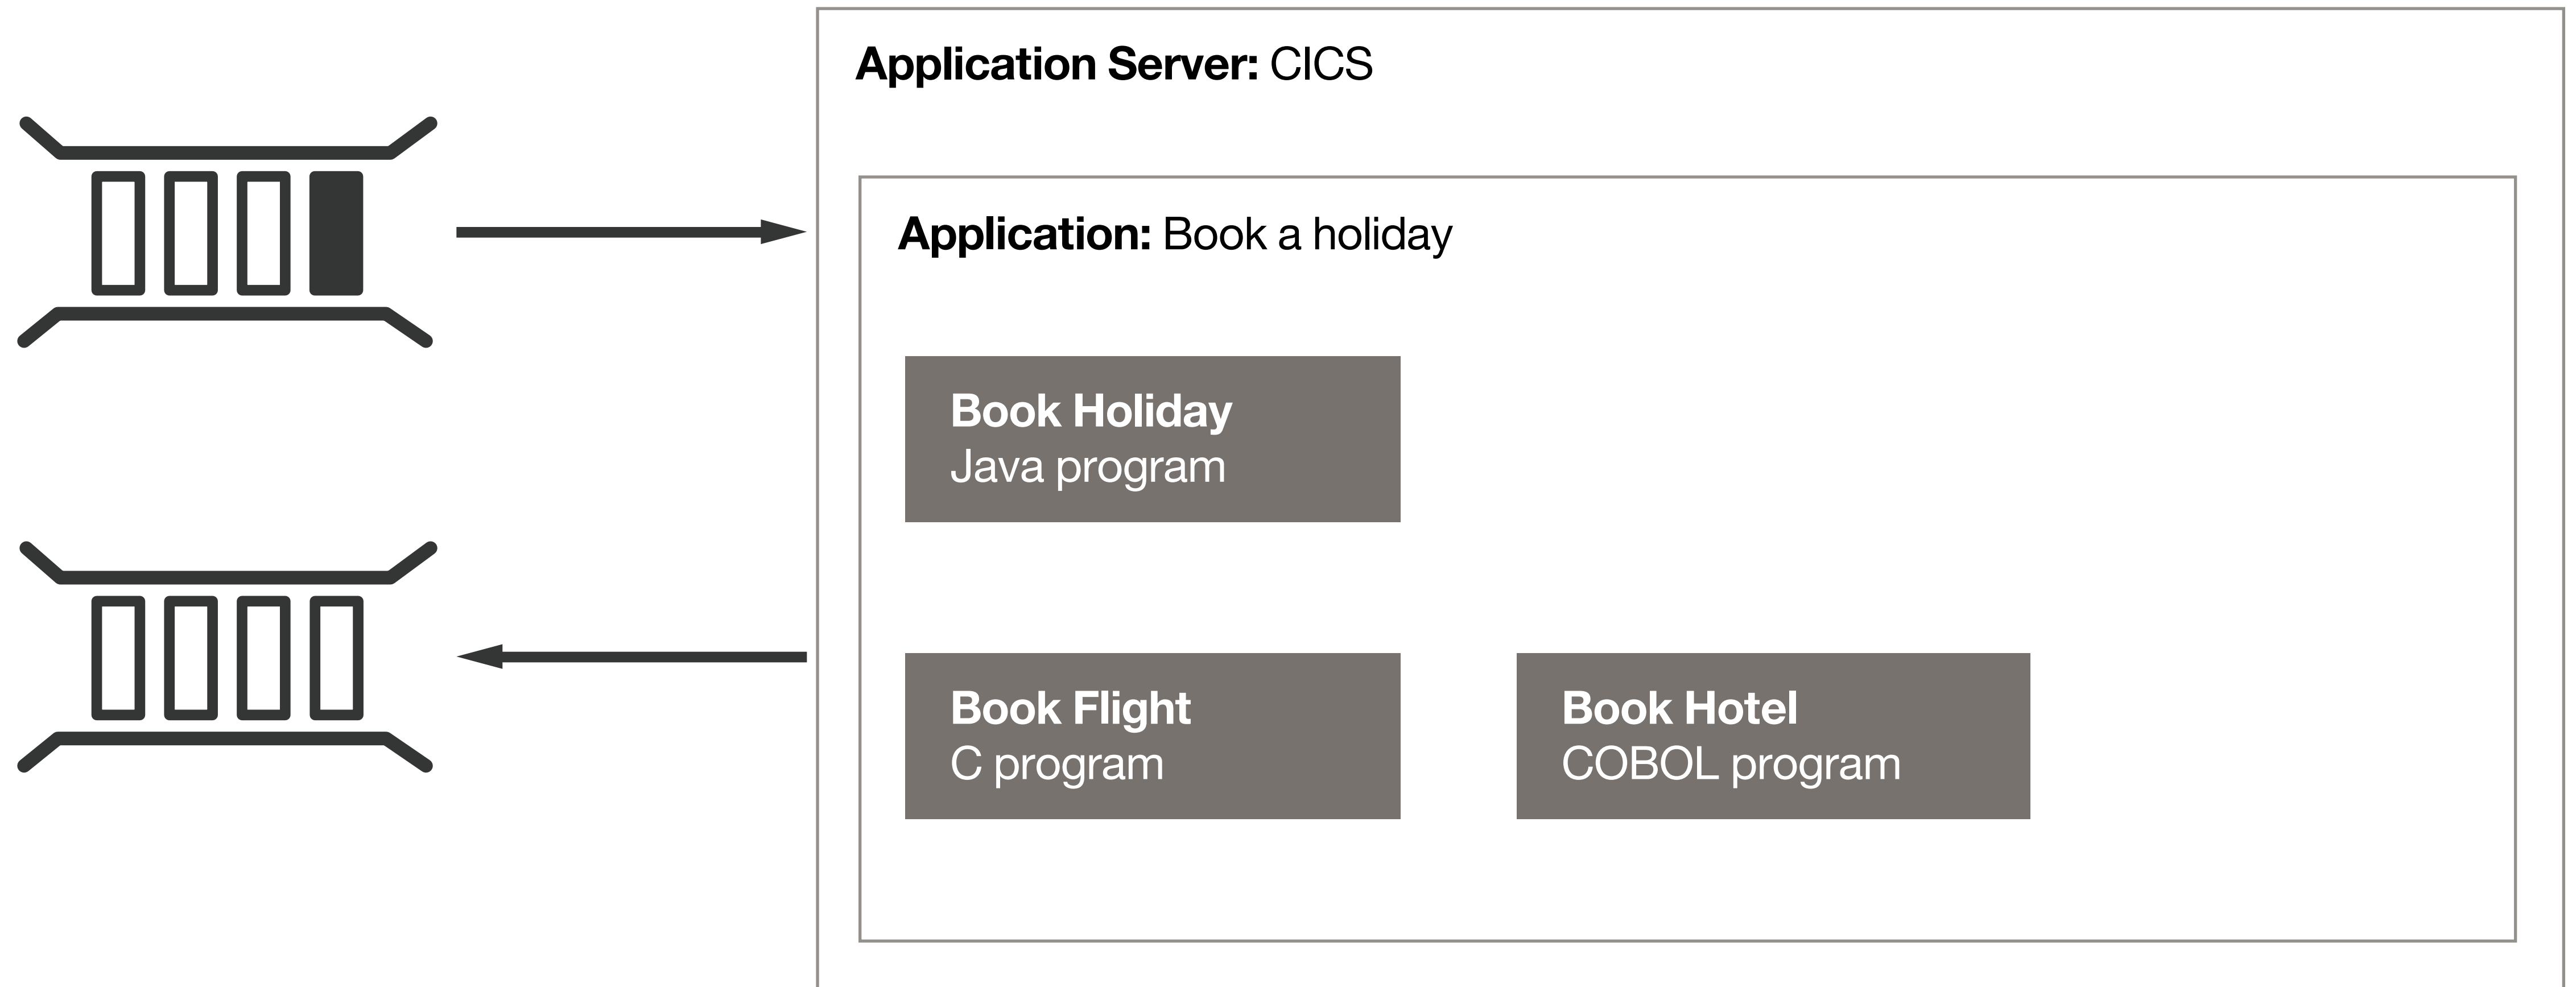 Application Server: CICS
Application: Book a holiday
Book Holiday
Java program
Book Flight
C program
Book Hotel
COBOL program